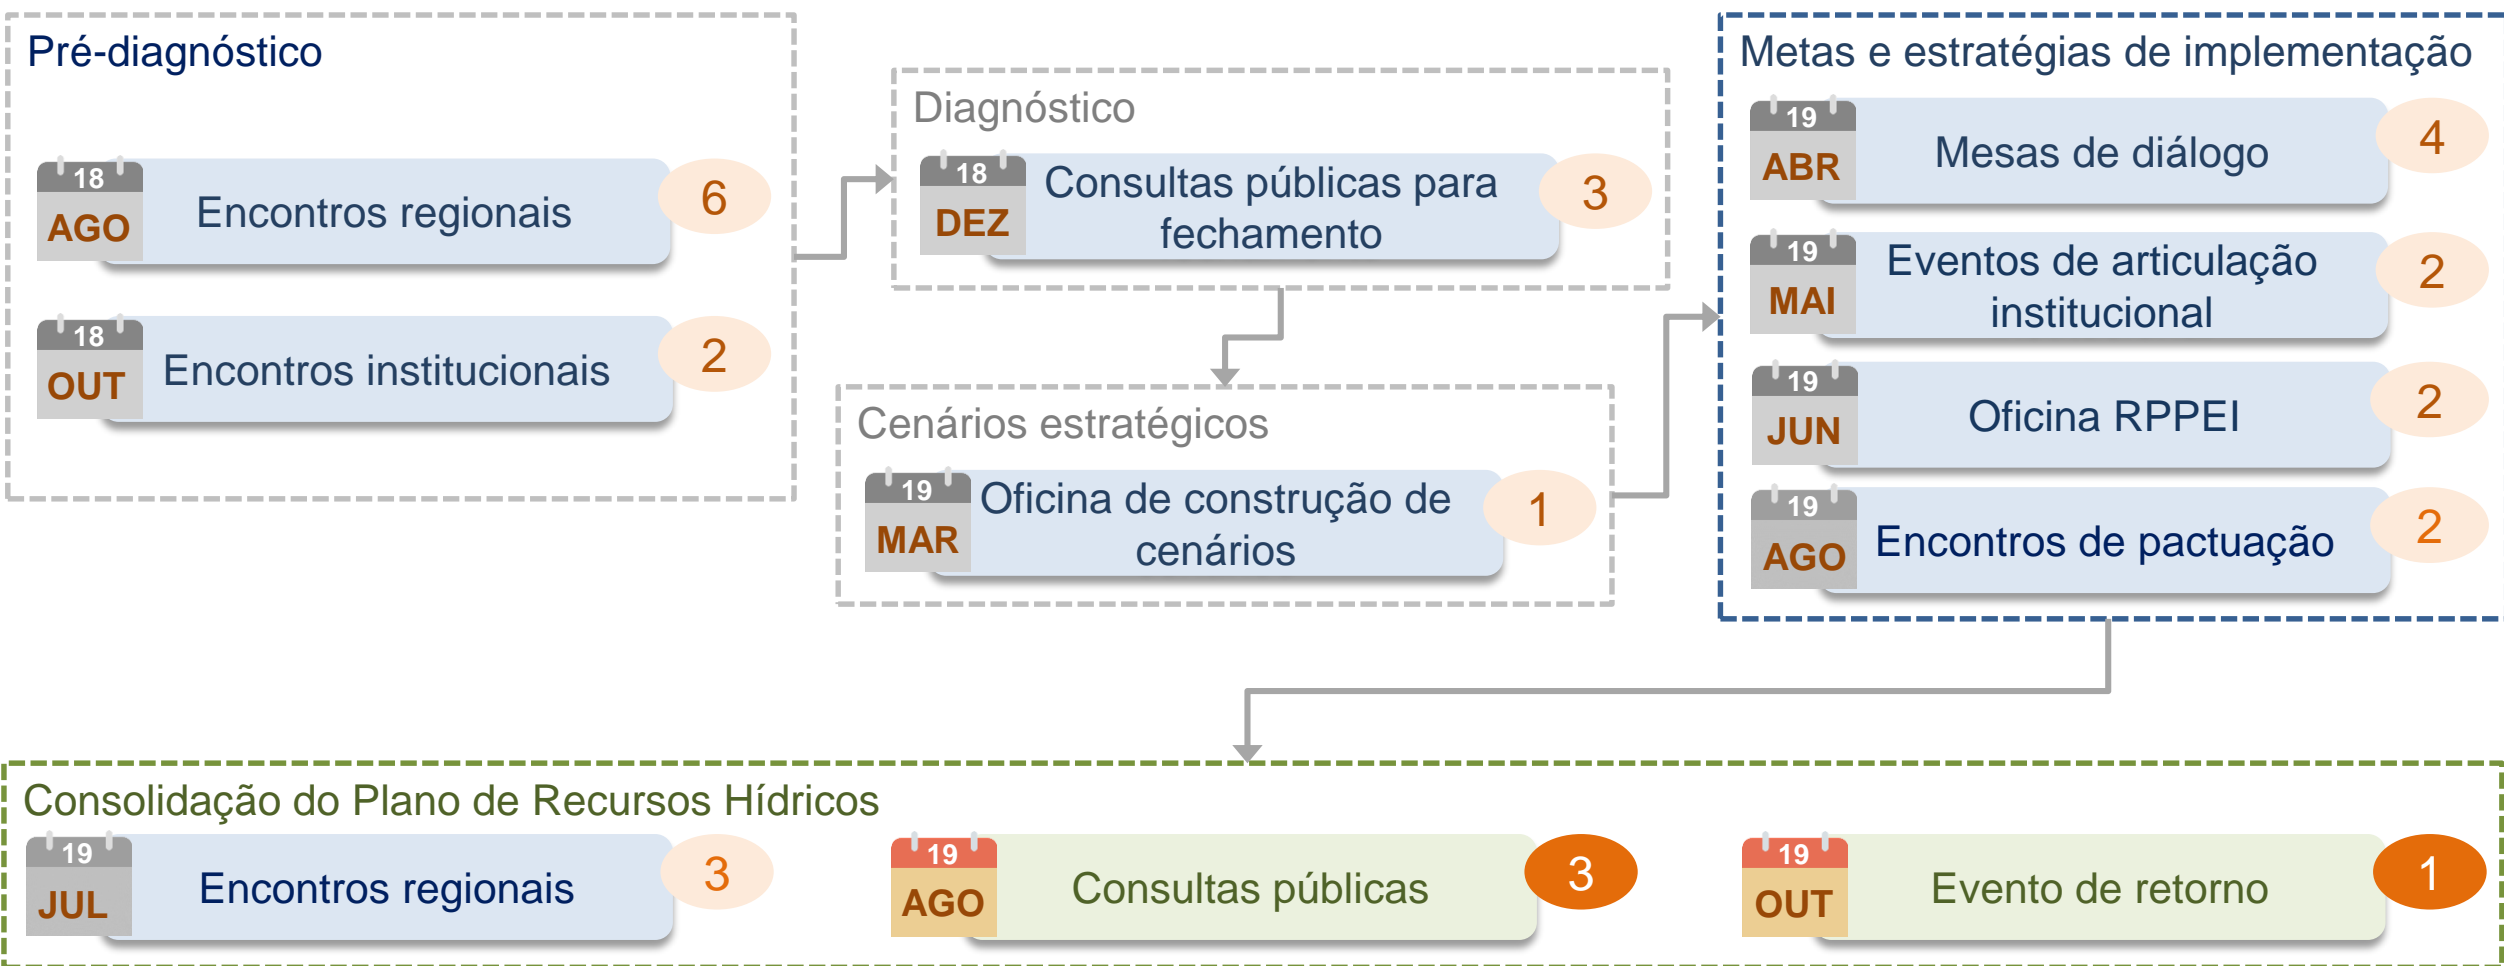 Pré-diagnóstico
18
AGO
Encontros regionais
6
18
OUT
Encontros institucionais
2
Diagnóstico
18
DEZ
Consultas públicas para
fechamento
3
Cenários estratégicos
19
MAR
Oficina de construção de
cenários
1
Metas e estratégias de implementação
19
ABR
Mesas de diálogo
4
19
MAI
Eventos de articulação
institucional
2
19
JUN
Oficina RPPEI
2
19
AGO
Encontros de pactuação
2
Consolidação do Plano de Recursos Hídricos
19
JUL
Encontros regionais
3
19
AGO
Consultas públicas
3
19
OUT
Evento de retorno
1